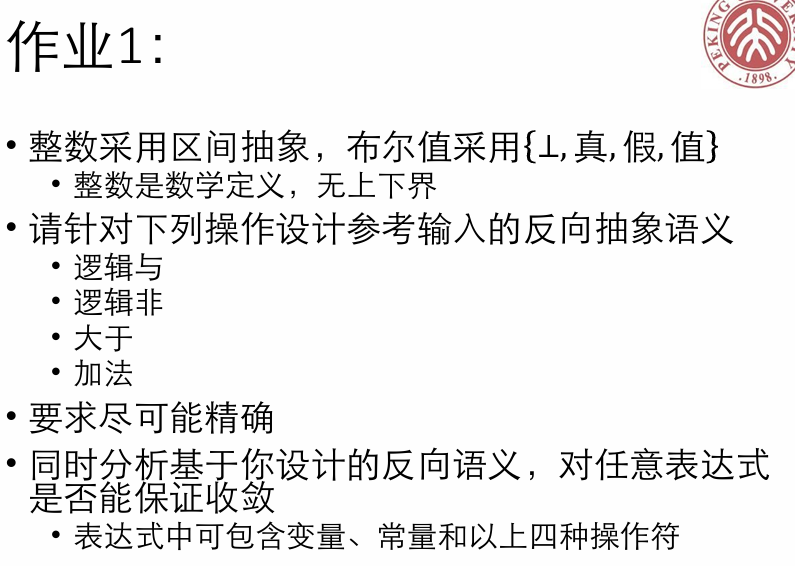 作业1:
• 整数采用区间抽象，布尔值采用{⊥,真,假,值}
• 整数是数学定义，无上下界
• 请针对下列操作设计参考输入的反向抽象语义
• 逻辑与
• 逻辑非
• 大于
• 加法
• 要求尽可能精确
• 同时分析基于你设计的反向语义，对任意表达式
是否能保证收敛
• 表达式中可包含变量、常量和以上四种操作符
PEKING UNIVERSITY
·1898·